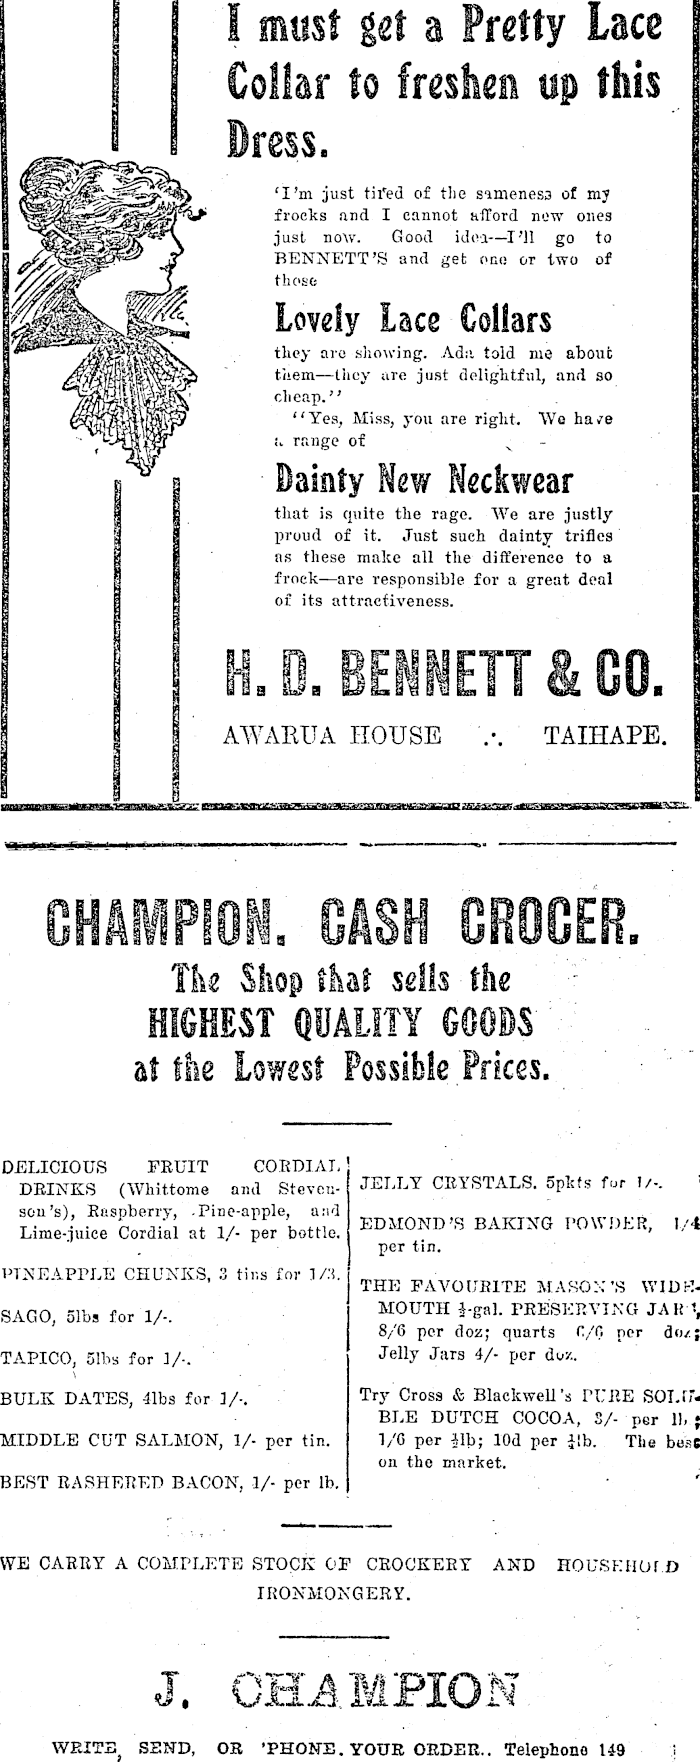 I must get a Pretty Lace
Collar to freshen up this
Dress.
'I'm just tired of the sameness of my
frocks and I cannot afford new ones
just now. Good idea--I'll go to
BENNETT'S and get one or two of
those
Lovely Lace Collars
they are showing. Ada told me about
them—they are just delightful, and so
cheap.''
''Yes, Miss, you are right. We have
a range of
Dainty New Neckwear
that is quite the rage. We are justly
proud of it. Just such dainty trifles
as these make all the difference to a
frock—are responsible for a great deal
of its attractiveness.
H. D. BENNETT & CO.
AWARUA HOUSE ∴ TAIHAPE.
CHAMPION. CASH GROCER.
The Shop that sells the
HIGHEST QUALITY GOODS
at the Lowest Possible Prices.
DELICIOUS FRUIT CORDIAL
DRINKS (Whittome and Steven-
son's), Raspberry, Pine-apple, and
Lime-juice Cordial at 1/- per bottle.
PINEAPPLE CHUNKS, 3 tins for 1/3.
SAGO, 5lbs for 1/-.
TAPICO, 5lbs for 1/-.
BULK DATES, 4lbs for 1/-.
MIDDLE CUT SALMON, 1/- per tin.
BEST RASHERED BACON, 1/- per lb.
JELLY CRYSTALS. 5pkts for 1/-.
EDMOND'S BAKING POWDER, 1/4
per tin.
THE FAVOURITE MASON'S WIDE-
MOUTH ½-gal. PRESERVING JARS,
8/6 per doz; quarts 6/6 per doz;
Jelly Jars 4/- per doz.
Try Cross & Blackwell's PURE SOLU-
BLE DUTCH COCOA, 3/- per lb;
1/6 per ½lb; 10d per ¼lb. The best
on the market.
WE CARRY A COMPLETE STOCK OF CROCKERY AND HOUSEHOLD
IRONMONGERY.
J. CHAMPION
WRITE, SEND, OR 'PHONE. YOUR ORDER.. Telephone 149